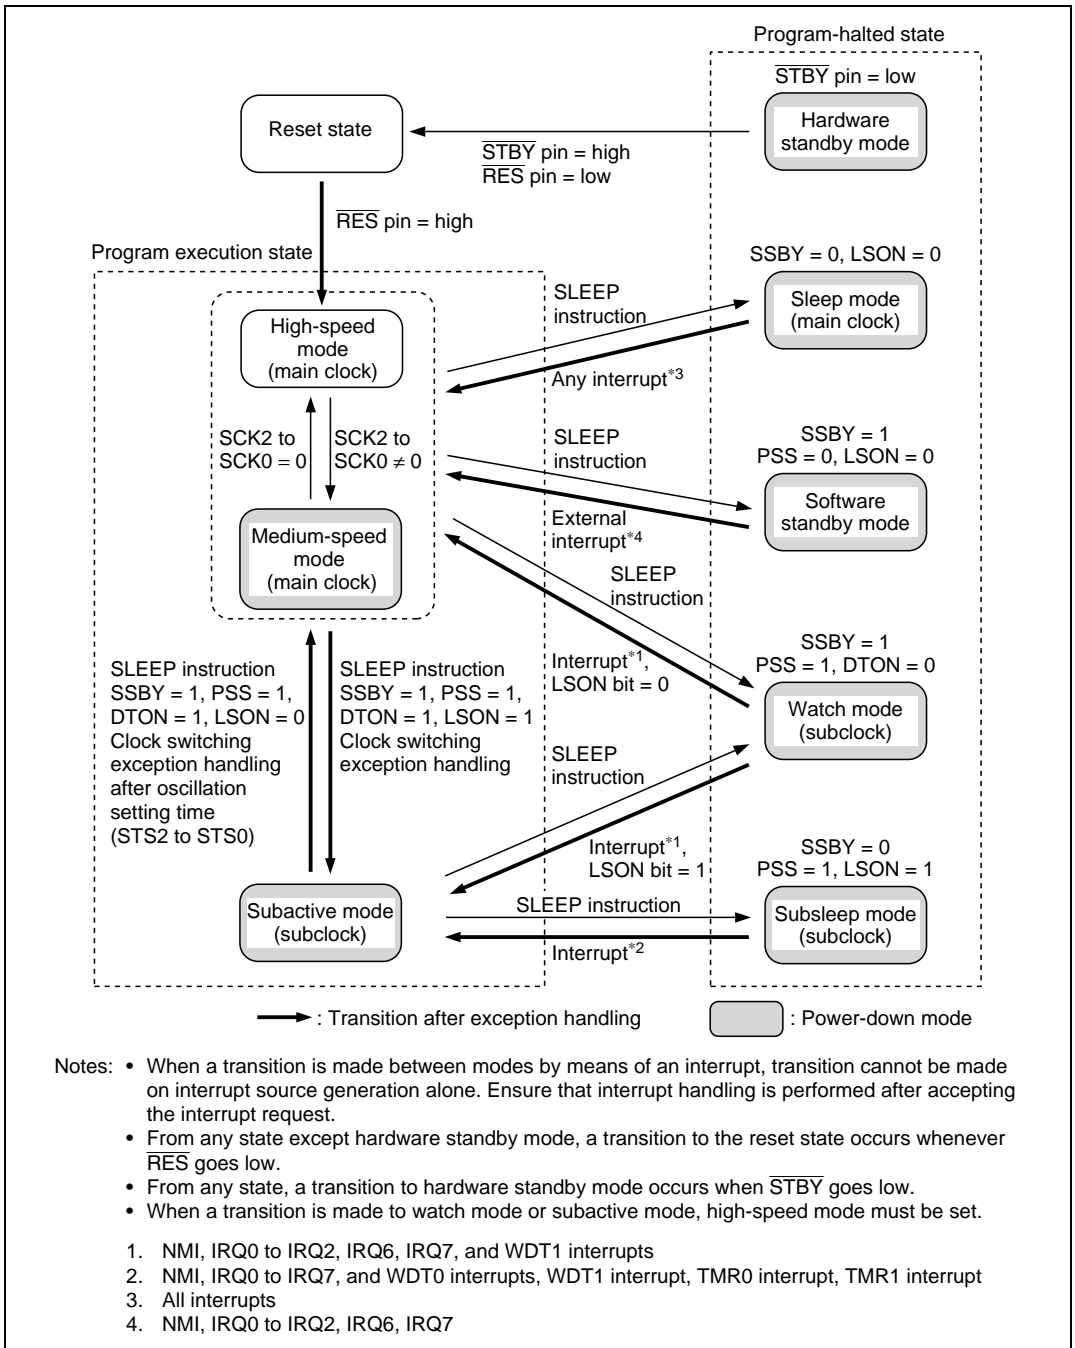 Program-halted state
STBY pin = low
Hardware
standby mode
Reset state
STBY pin = high
RES pin = low
RES pin = high
Program execution state
SSBY = 0, LSON = 0
Sleep mode
(main clock)
SLEEP
instruction
Any interrupt*3
High-speed
mode
(main clock)
SCK2 to
SCK0 = 0
SCK2 to
SCK0 ≠ 0
SLEEP
instruction
External
interrupt*4
SSBY = 1
PSS = 0, LSON = 0
Software
standby mode
Medium-speed
mode
(main clock)
SLEEP
instruction
Interrupt*1,
LSON bit = 0
SSBY = 1
PSS = 1, DTON = 0
Watch mode
(subclock)
SLEEP instruction
SSBY = 1, PSS = 1,
DTON = 1, LSON = 0
Clock switching
exception handling
after oscillation
setting time
(STS2 to STS0)
SLEEP instruction
SSBY = 1, PSS = 1,
DTON = 1, LSON = 1
Clock switching
exception handling
SLEEP
instruction
Interrupt*1,
LSON bit = 1
SSBY = 0
PSS = 1, LSON = 1
Subsleep mode
(subclock)
Subactive mode
(subclock)
SLEEP instruction
Interrupt*2
: Transition after exception handling
: Power-down mode
Notes: • When a transition is made between modes by means of an interrupt, transition cannot be made
on interrupt source generation alone. Ensure that interrupt handling is performed after accepting
the interrupt request.
• From any state except hardware standby mode, a transition to the reset state occurs whenever
RES goes low.
• From any state, a transition to hardware standby mode occurs when STBY goes low.
• When a transition is made to watch mode or subactive mode, high-speed mode must be set.
1. NMI, IRQ0 to IRQ2, IRQ6, IRQ7, and WDT1 interrupts
2. NMI, IRQ0 to IRQ7, and WDT0 interrupts, WDT1 interrupt, TMR0 interrupt, TMR1 interrupt
3. All interrupts
4. NMI, IRQ0 to IRQ2, IRQ6, IRQ7